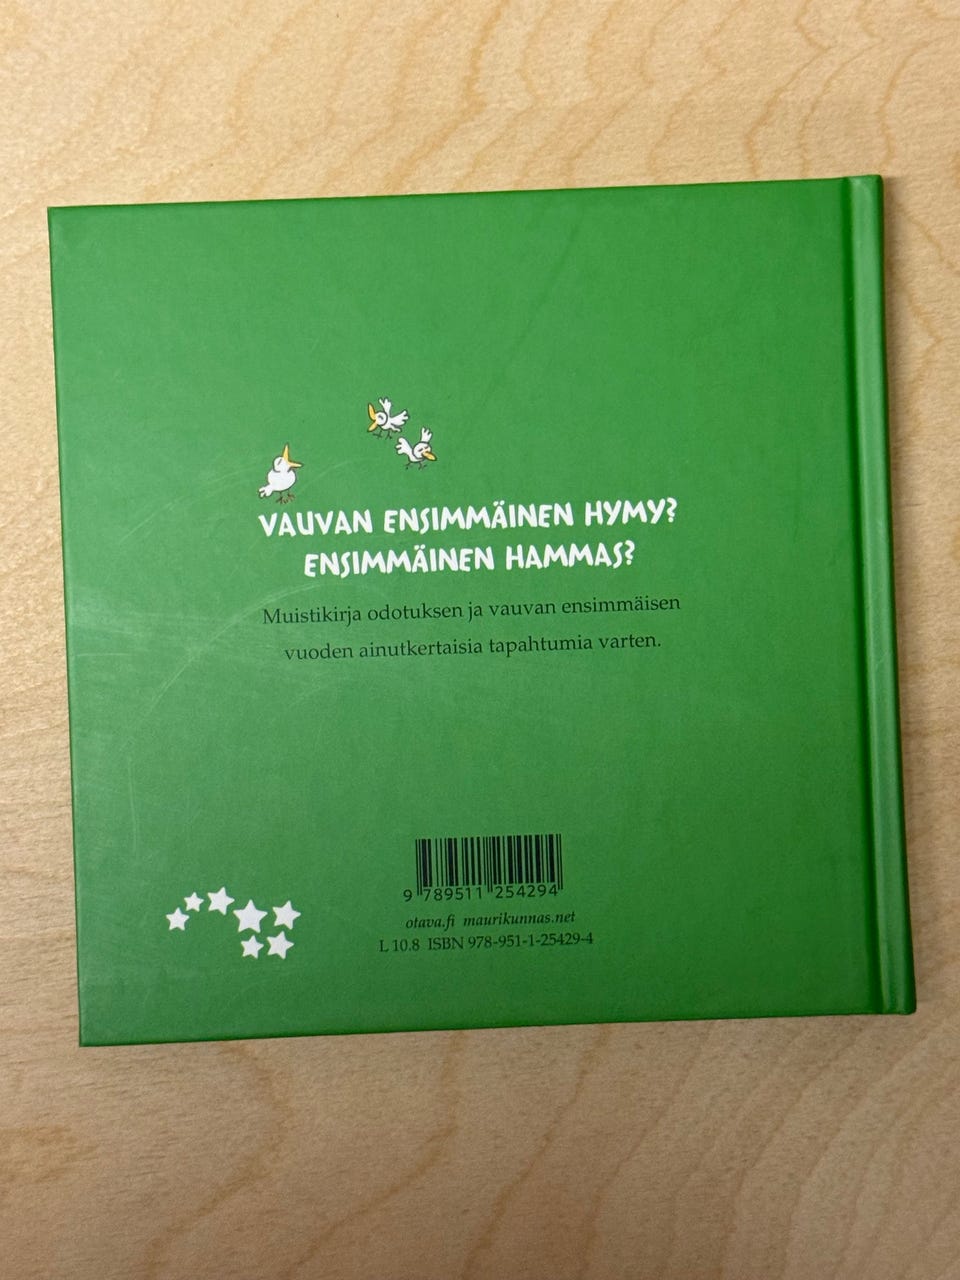 VAUVAN ENSIMMÄINEN HYMY?
ENSIMMÄINEN HAMMAS?
Muistikirja odotuksen ja vauvan ensimmäisen
vuoden ainutkertaisia tapahtumia varten.
9 789511 254294
otava.fi maurikunnas.net
L 10.8 ISBN 978-951-1-25429-4